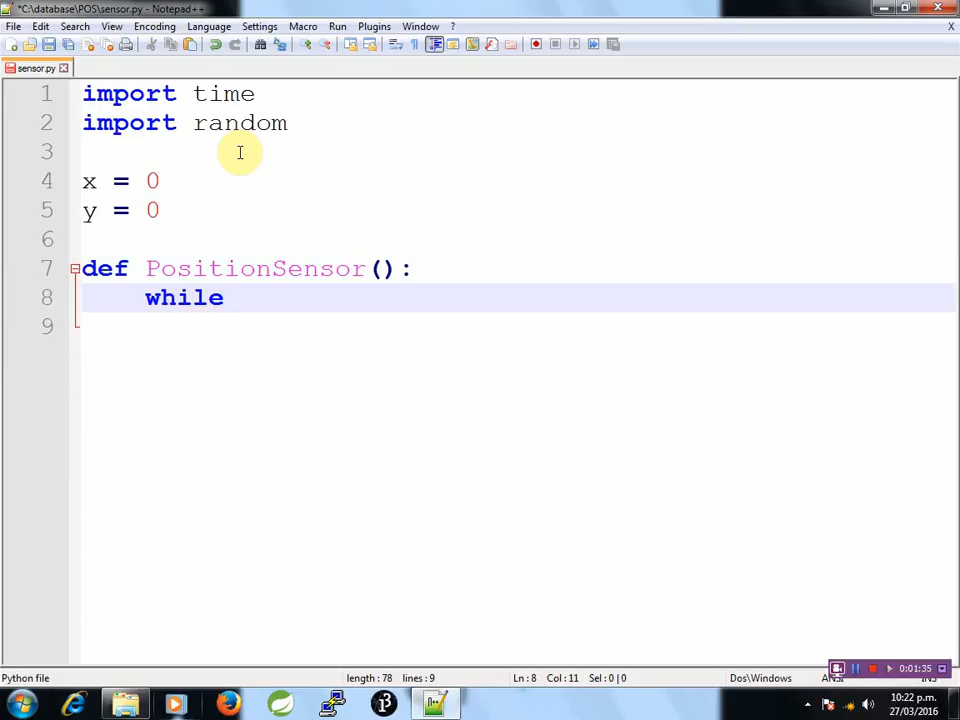 *C:\database\POS\sensor.py - Notepad++
File Edit Search View Encoding Language Settings Macro Run Plugins Window ? X
sensor.py
1 import time
2 import random
3
4 x = 0
5 y = 0
6
7 def PositionSensor():
8 while
9
0:01:35
Python file length:78 lines:9 Ln:8 Col:11 Sel:0|0 Dos\Windows
10:22 p.m.
27/03/2016